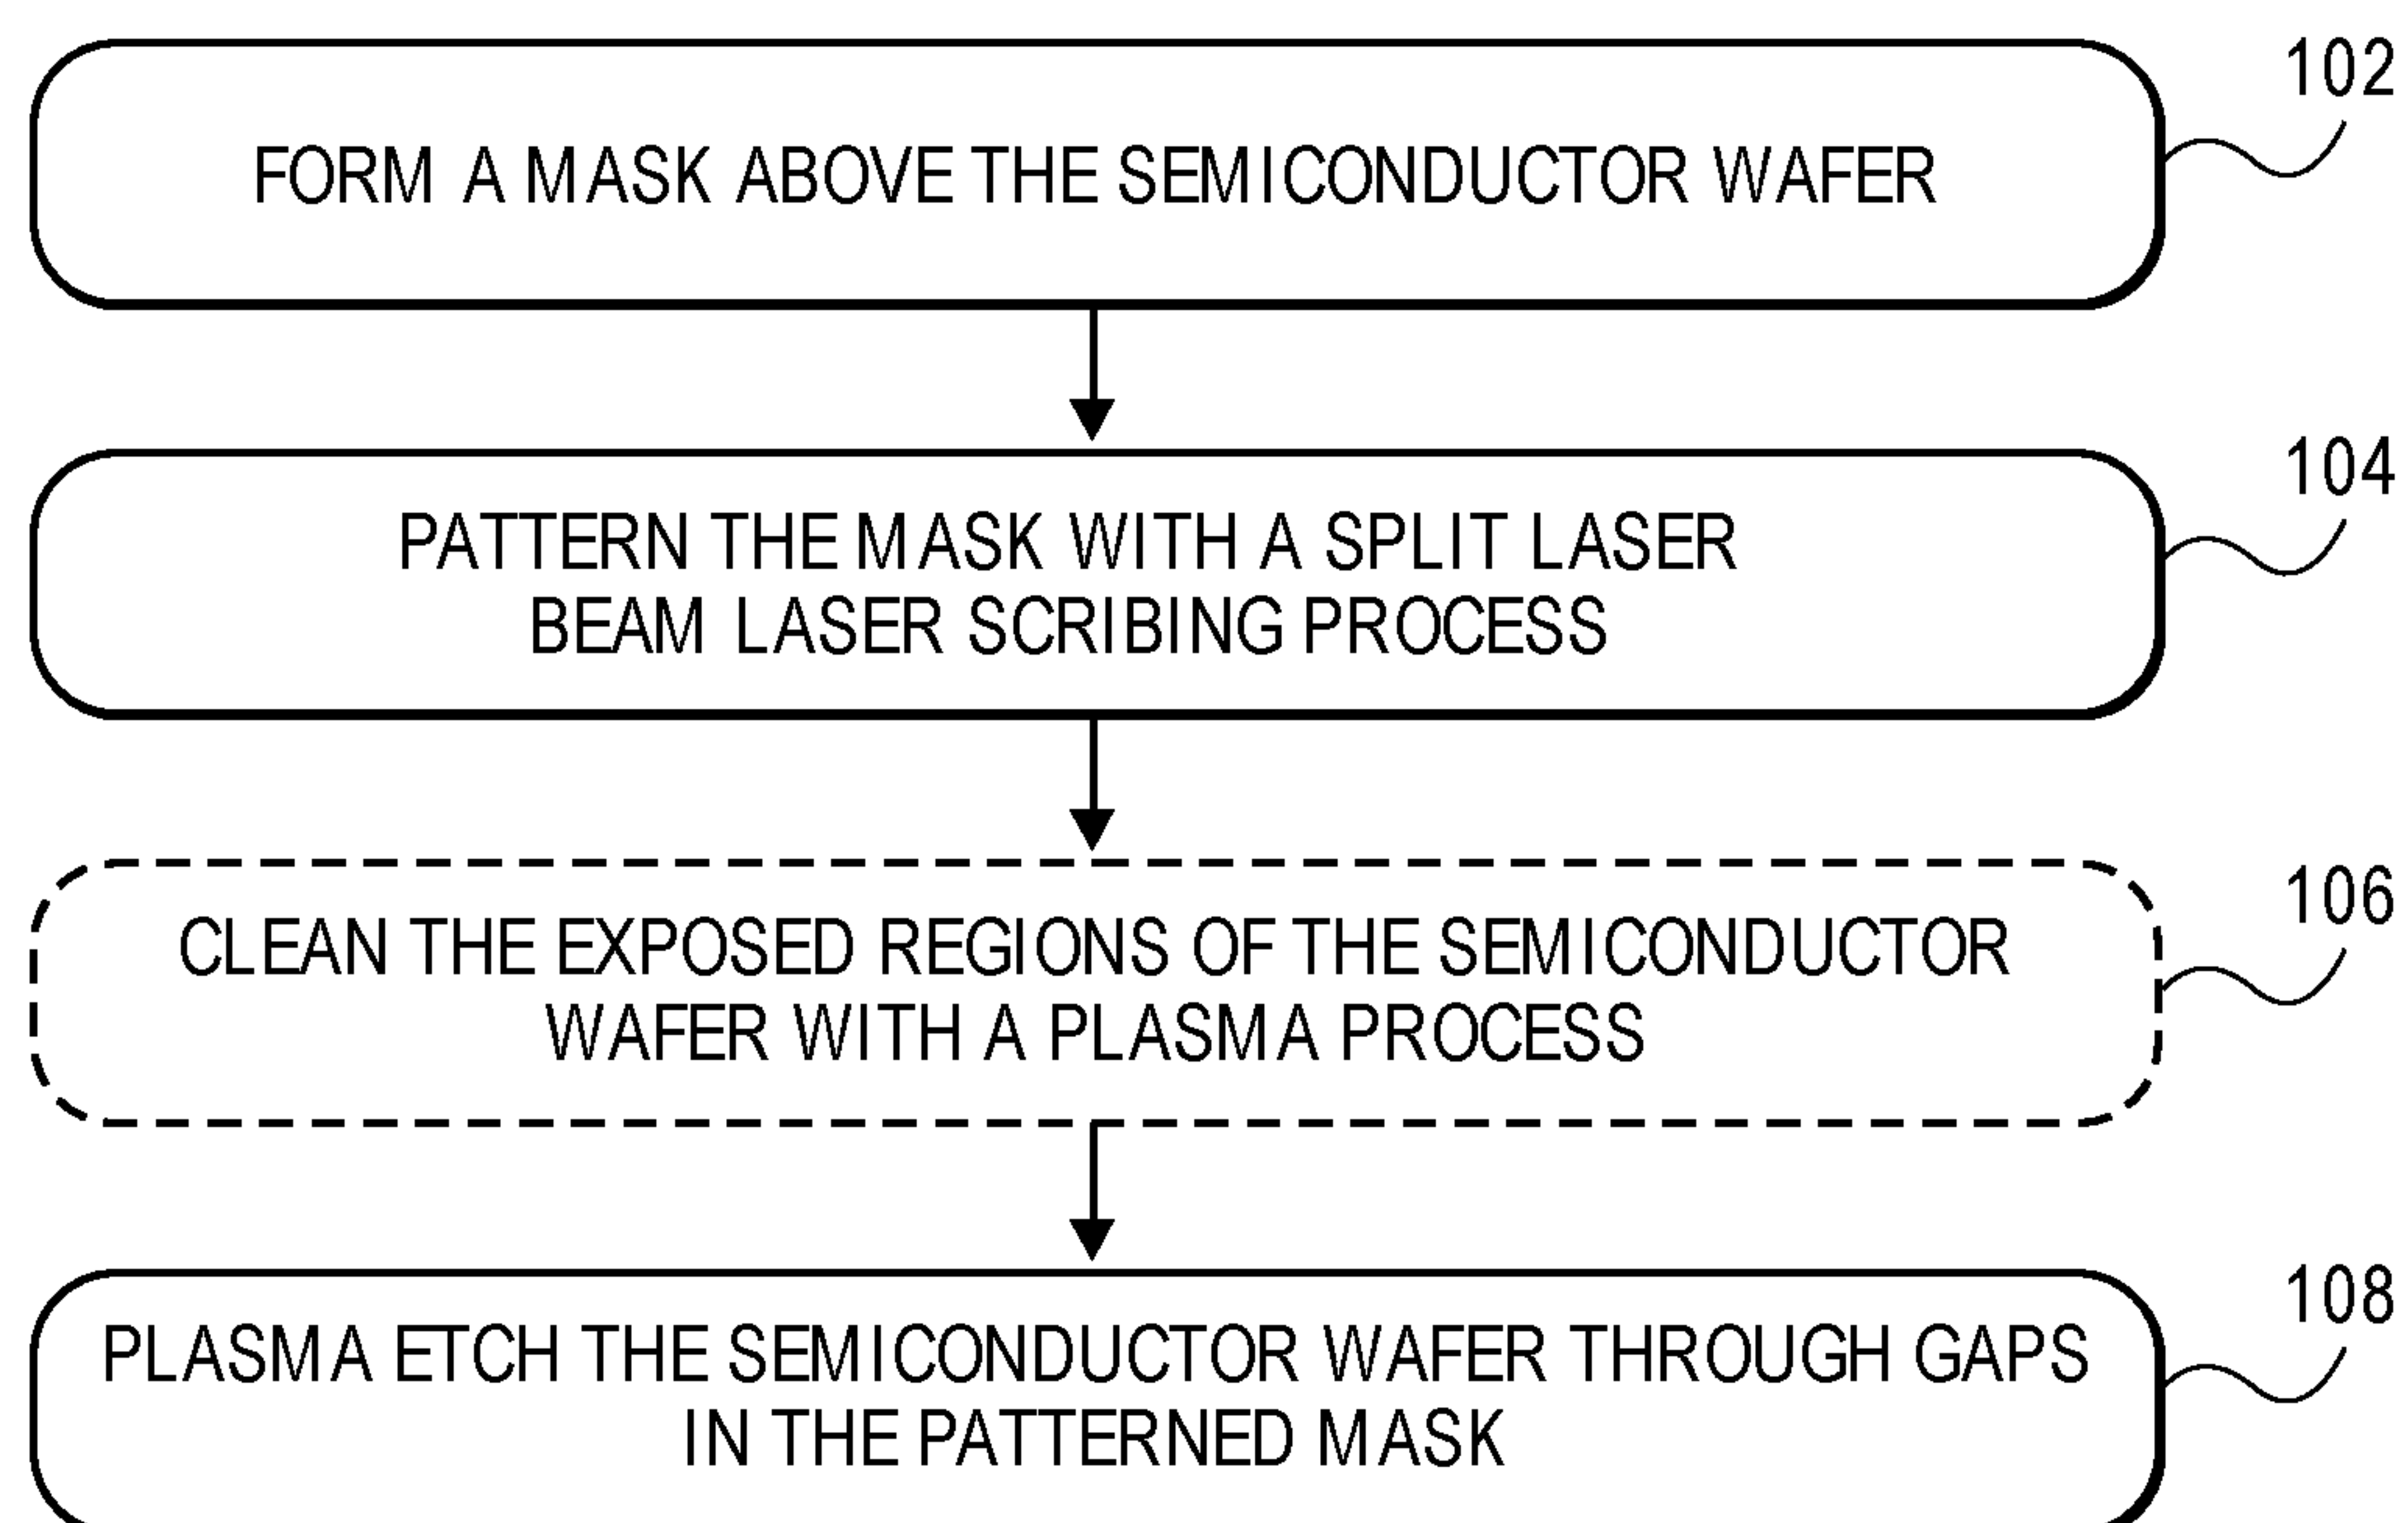 102
FORM A MASK ABOVE THE SEMICONDUCTOR WAFER
104
PATTERN THE MASK WITH A SPLIT LASER
BEAM LASER SCRIBING PROCESS
106
CLEAN THE EXPOSED REGIONS OF THE SEMICONDUCTOR
WAFER WITH A PLASMA PROCESS
108
PLASMA ETCH THE SEMICONDUCTOR WAFER THROUGH GAPS
IN THE PATTERNED MASK